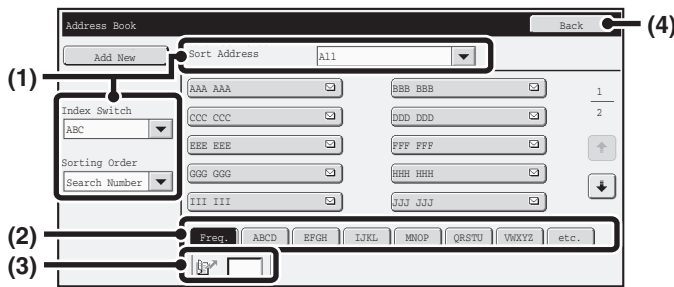 Address Book Back (4)
Add New Sort Address All
(1)
AAA AAA BBB BBB 1
Index Switch CCC CCC DDD DDD 2
ABC
EEE EEE FFF FFF
Sorting Order GGG GGG HHH HHH
Search Number
III III JJJ JJJ
(2) Freq. ABCD EFGH IJKL MNOP QRSTU VWXYZ etc.
(3)